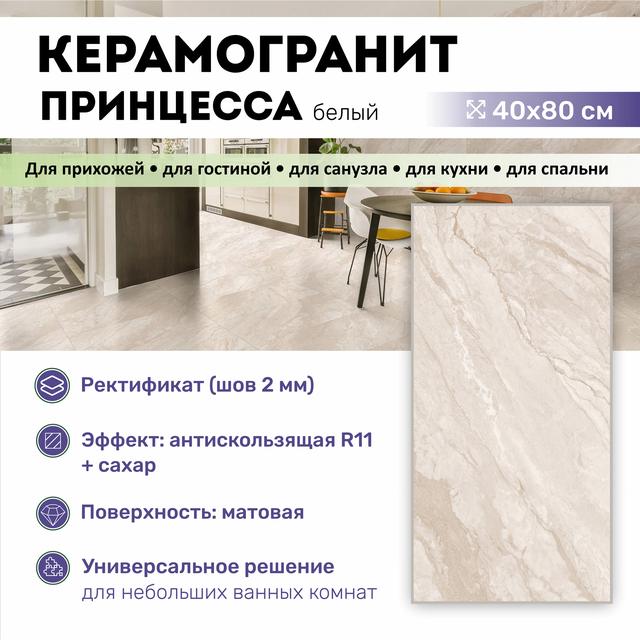 КЕРАМОГРАНИТ
ПРИНЦЕССА белый
40x80 см
Для прихожей • для гостиной • для санузла • для кухни • для спальни
Ректификат (шов 2 мм)
Эффект: антискользящая R11
+ сахар
Поверхность: матовая
Универсальное решение
для небольших ванных комнат